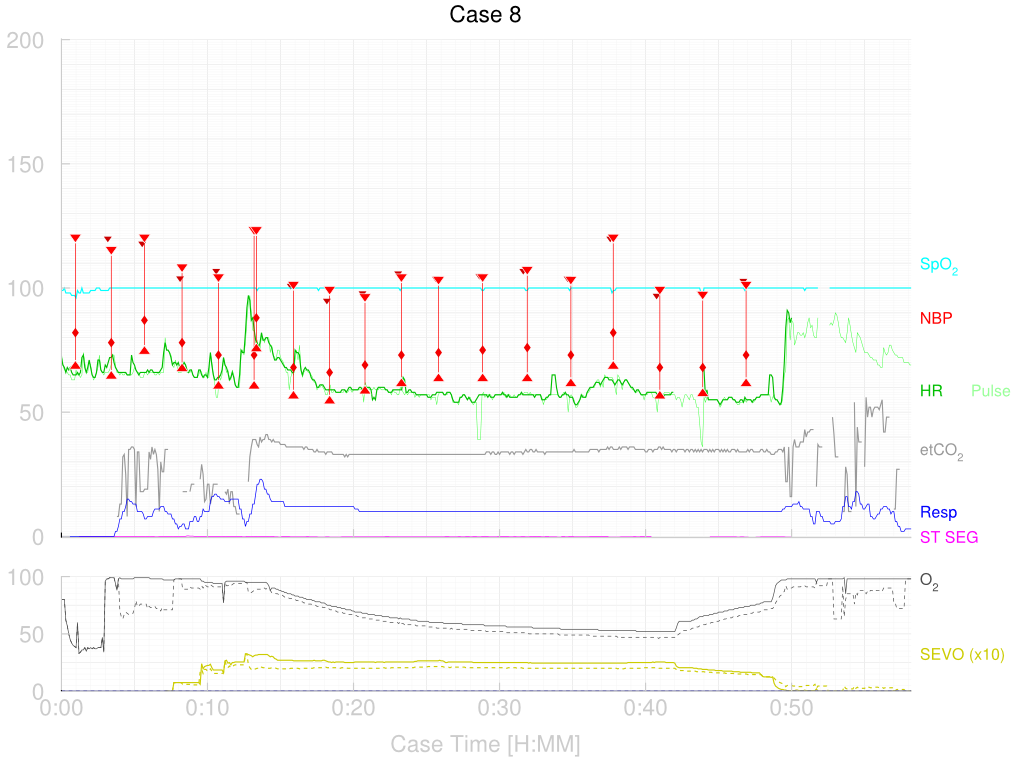 Case 8
200
150
100
50
0
SpO2
NBP
HR Pulse
etCO2
Resp
ST SEG
100
50
0
O2
SEVO (x10)
0:00 0:10 0:20 0:30 0:40 0:50
Case Time [H:MM]